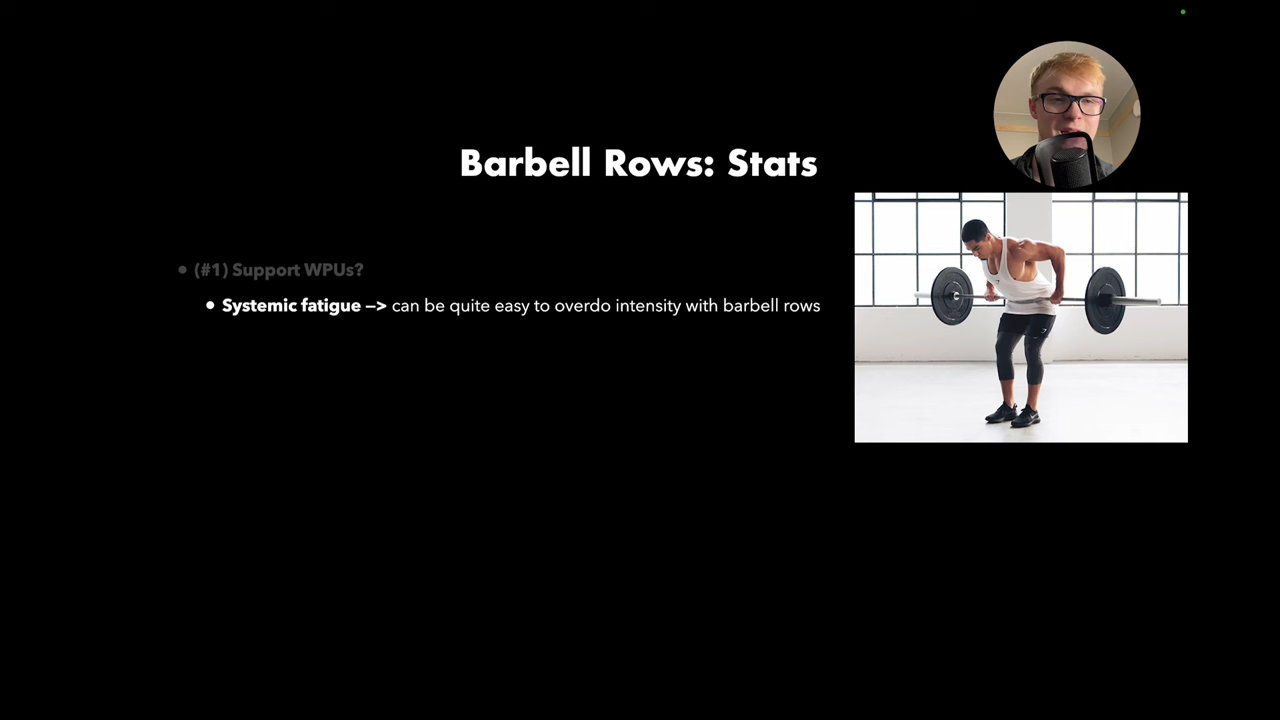 Barbell Rows: Stats
• (#1) Support WPUs?
• Systemic fatigue –> can be quite easy to overdo intensity with barbell rows